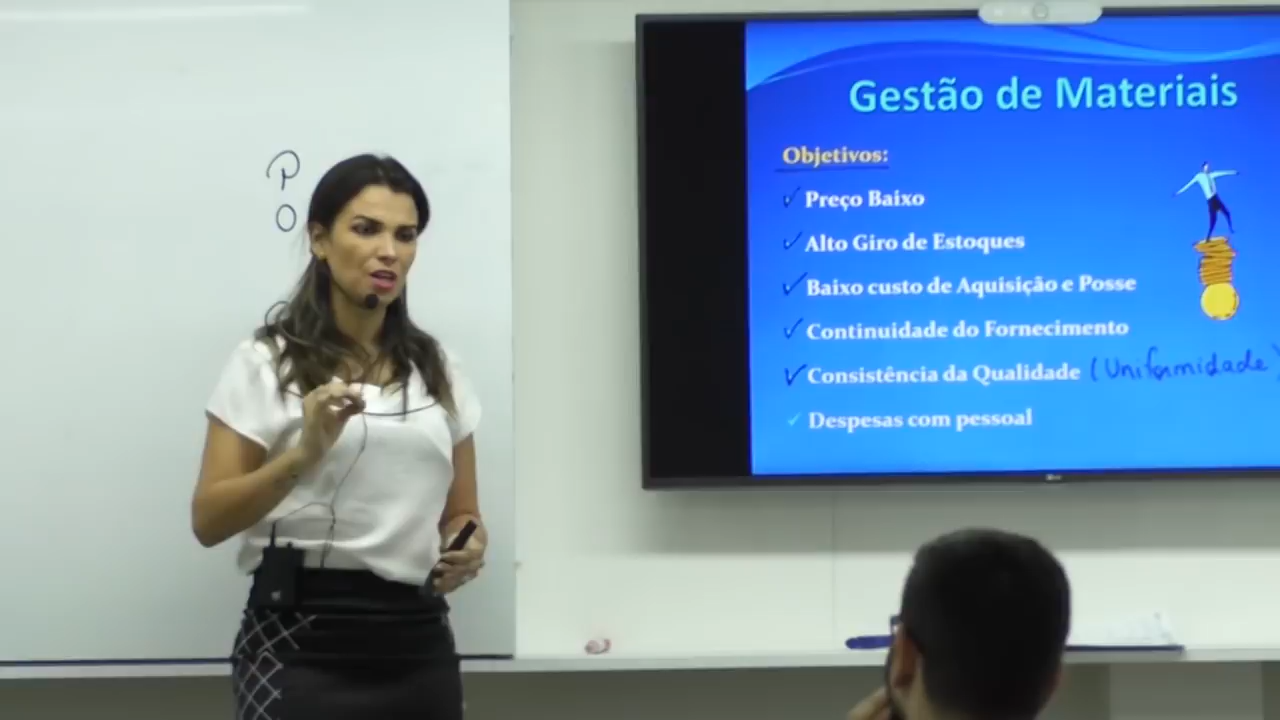 P
O
Gestão de Materiais
Objetivos:
Preço Baixo
Alto Giro de Estoques
Baixo custo de Aquisição e Posse
Continuidade do Fornecimento
Consistência da Qualidade (Uniformidade)
Despesas com pessoal